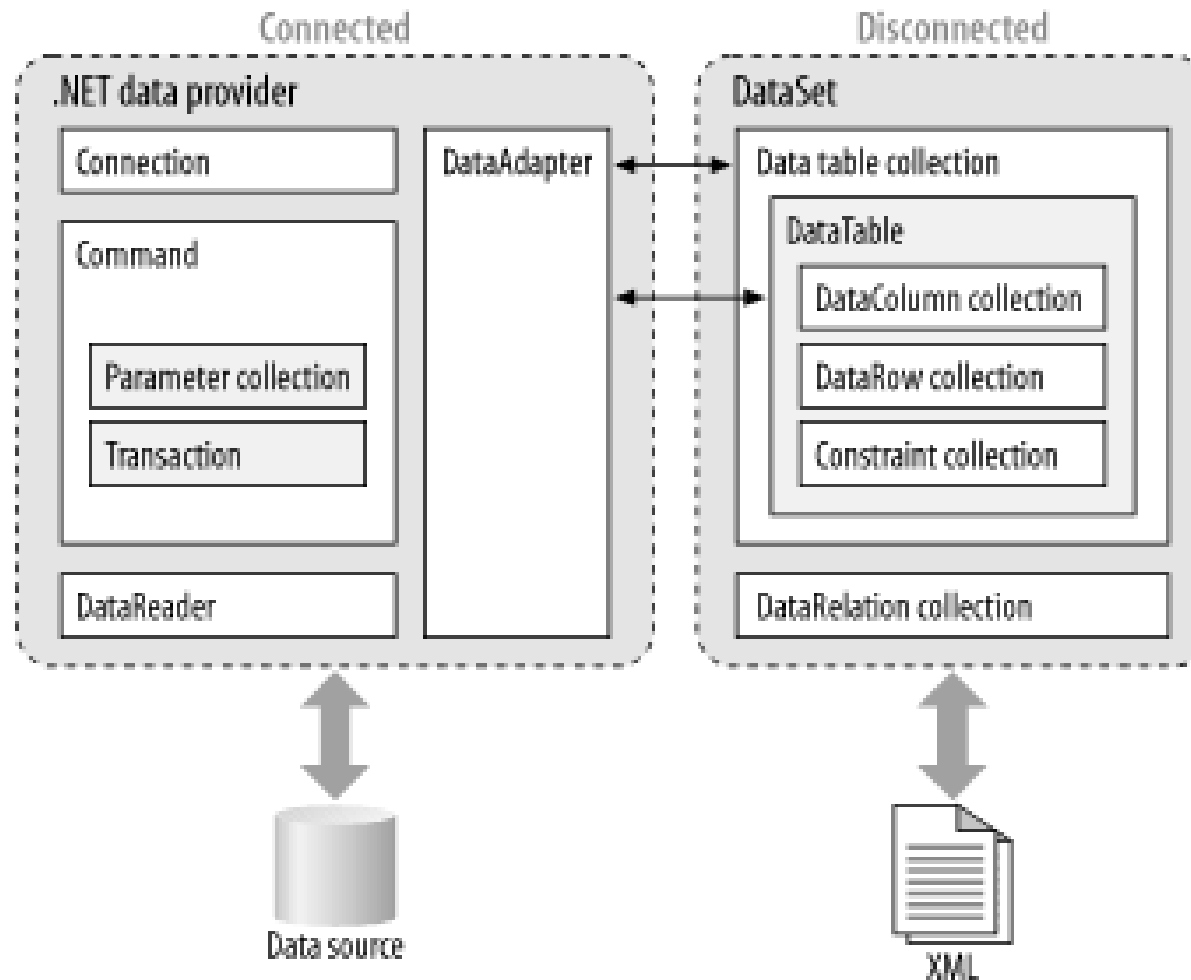 Connected
Disconnected
.NET data provider
Connection
Command
Parameter collection
Transaction
DataReader
DataAdapter
DataSet
Data table collection
DataTable
DataColumn collection
DataRow collection
Constraint collection
DataRelation collection
Data source
XML